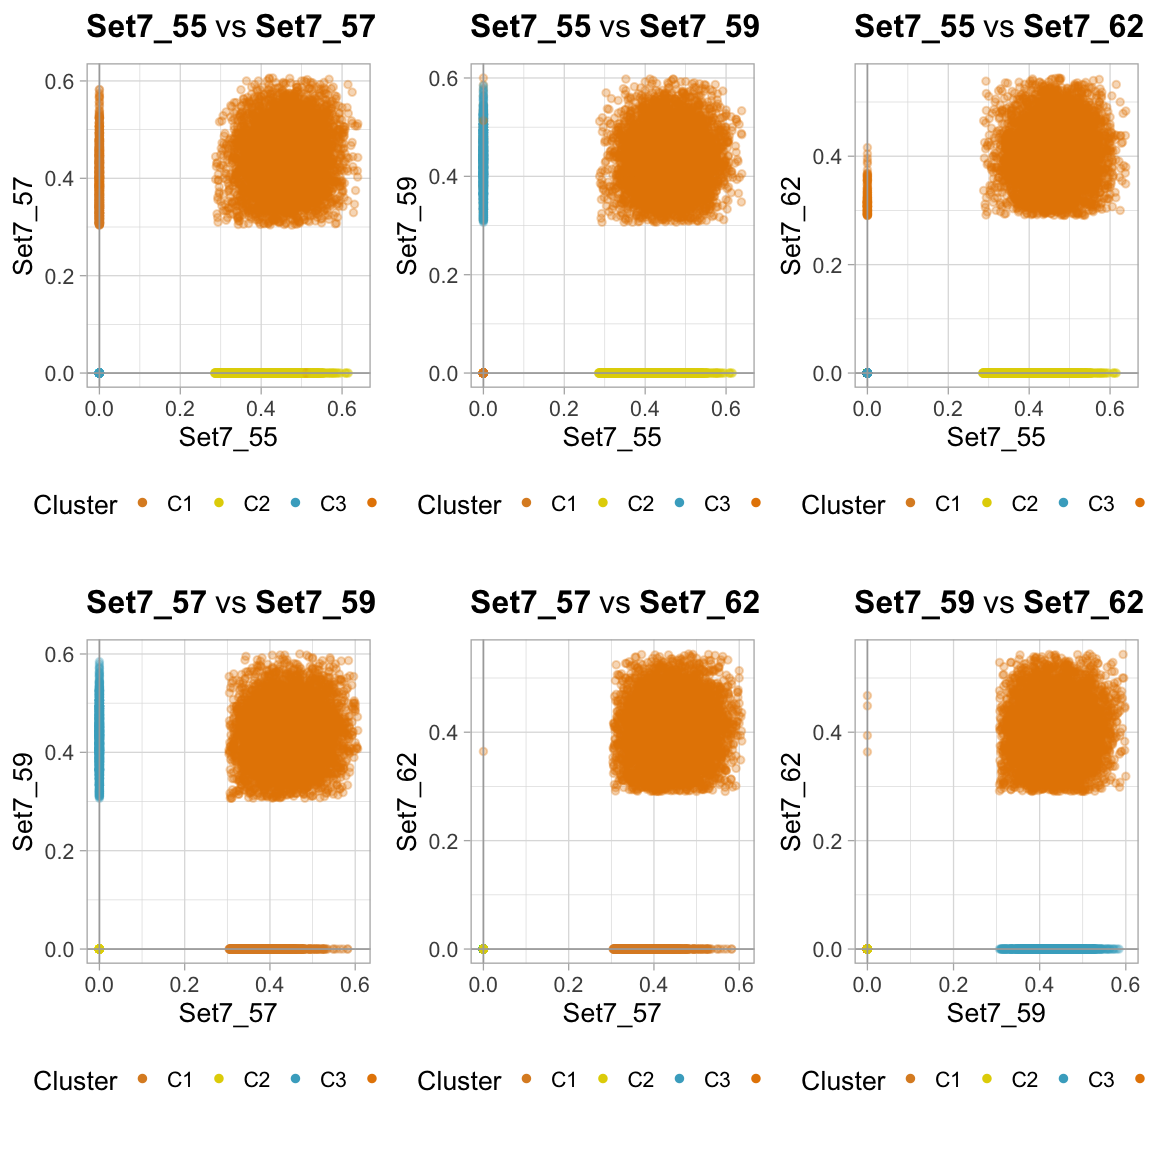 Set7_55 vs Set7_57
Set7_55 vs Set7_59
Set7_55 vs Set7_62
0.6
0.4
0.2
0.0
Set7_57
0.0 0.2 0.4 0.6
Set7_55
0.6
0.4
0.2
0.0
Set7_59
0.0 0.2 0.4 0.6
Set7_55
0.4
0.2
0.0
Set7_62
0.0 0.2 0.4 0.6
Set7_55
Cluster C1 C2 C3
Cluster C1 C2 C3
Cluster C1 C2 C3
Set7_57 vs Set7_59
Set7_57 vs Set7_62
Set7_59 vs Set7_62
0.6
0.4
0.2
0.0
Set7_59
0.0 0.2 0.4 0.6
Set7_57
0.4
0.2
0.0
Set7_62
0.0 0.2 0.4 0.6
Set7_57
0.4
0.2
0.0
Set7_62
0.0 0.2 0.4 0.6
Set7_59
Cluster C1 C2 C3
Cluster C1 C2 C3
Cluster C1 C2 C3